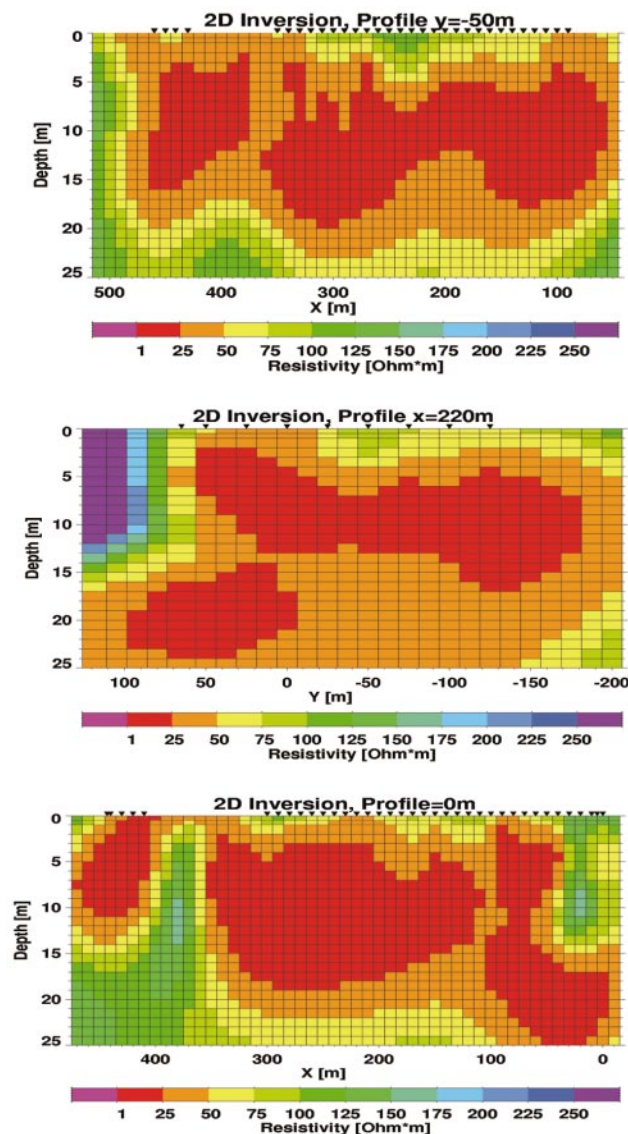 2D Inversion, Profile y=-50m
0
5
10
15
20
25
Depth [m]
500 400 300 200 100
X [m]
1 25 50 75 100 125 150 175 200 225 250
Resistivity [Ohm*m]
2D Inversion, Profile x=220m
0
5
10
15
20
25
Depth [m]
100 50 0 -50 -100 -150 -200
Y [m]
1 25 50 75 100 125 150 175 200 225 250
Resistivity [Ohm*m]
2D Inversion, Profile=0m
0
5
10
15
20
25
Depth [m]
400 300 200 100 0
X [m]
1 25 50 75 100 125 150 175 200 225 250
Resistivity [Ohm*m]